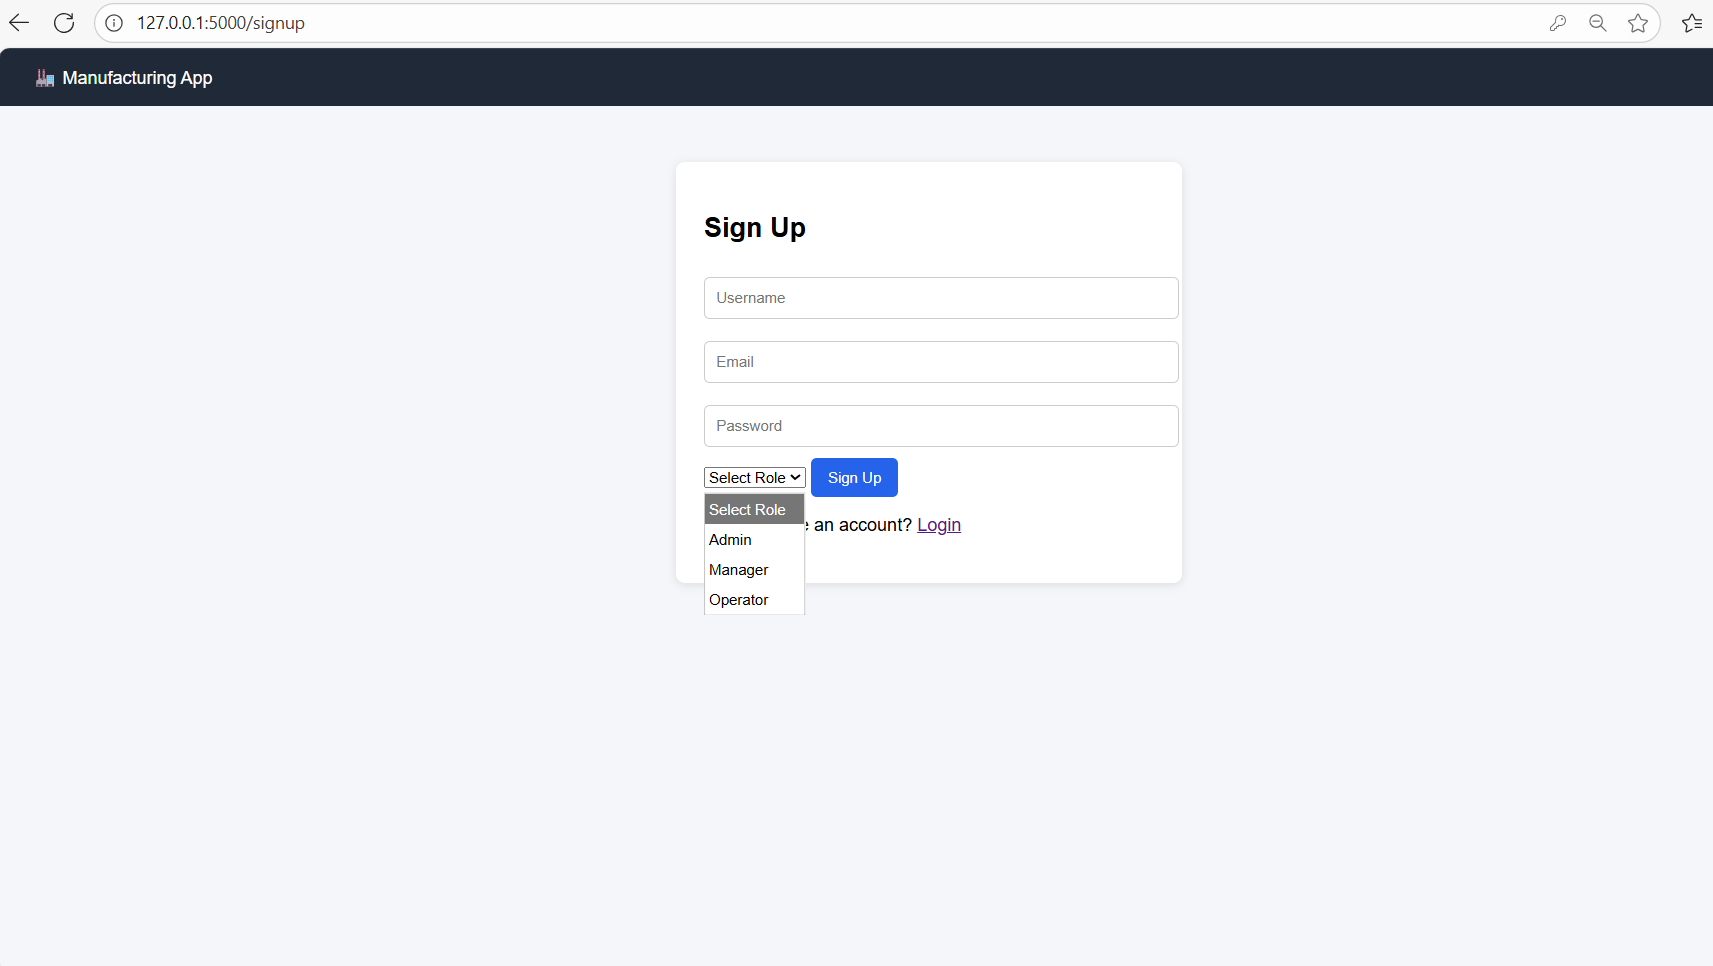 127.0.0.1:5000/signup
Manufacturing App
Sign Up
Username
Email
Password
Select Role Sign Up
Select Role
an account? Login
Admin
Manager
Operator